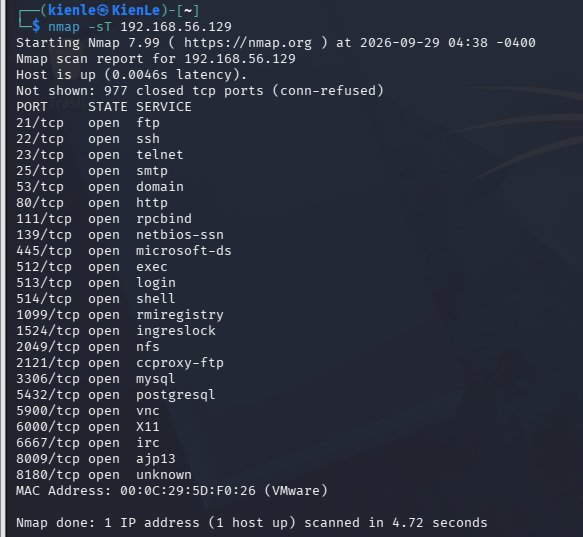 ┌──(kienle㉿KienLe)-[~]
└─$ nmap -sT 192.168.56.129
Starting Nmap 7.99 ( https://nmap.org ) at 2026-09-29 04:38 -0400
Nmap scan report for 192.168.56.129
Host is up (0.0046s latency).
Not shown: 977 closed tcp ports (conn-refused)
PORT     STATE SERVICE
21/tcp   open  ftp
22/tcp   open  ssh
23/tcp   open  telnet
25/tcp   open  smtp
53/tcp   open  domain
80/tcp   open  http
111/tcp  open  rpcbind
139/tcp  open  netbios-ssn
445/tcp  open  microsoft-ds
512/tcp  open  exec
513/tcp  open  login
514/tcp  open  shell
1099/tcp open  rmiregistry
1524/tcp open  ingreslock
2049/tcp open  nfs
2121/tcp open  ccproxy-ftp
3306/tcp open  mysql
5432/tcp open  postgresql
5900/tcp open  vnc
6000/tcp open  X11
6667/tcp open  irc
8009/tcp open  ajp13
8180/tcp open  unknown
MAC Address: 00:0C:29:5D:F0:26 (VMware)
Nmap done: 1 IP address (1 host up) scanned in 4.72 seconds